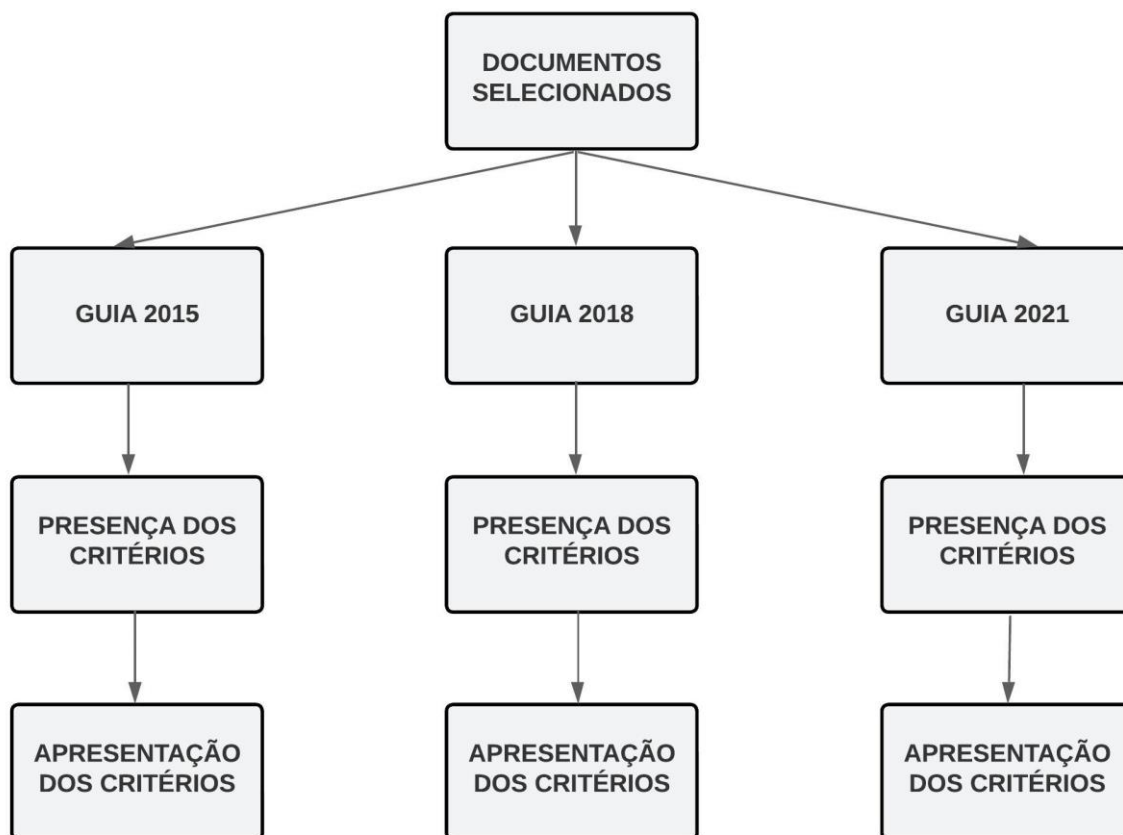 DOCUMENTOS
SELECIONADOS
GUIA 2015
GUIA 2018
GUIA 2021
PRESENÇA DOS
CRITÉRIOS
PRESENÇA DOS
CRITÉRIOS
PRESENÇA DOS
CRITÉRIOS
APRESENTAÇÃO
DOS CRITÉRIOS
APRESENTAÇÃO
DOS CRITÉRIOS
APRESENTAÇÃO
DOS CRITÉRIOS